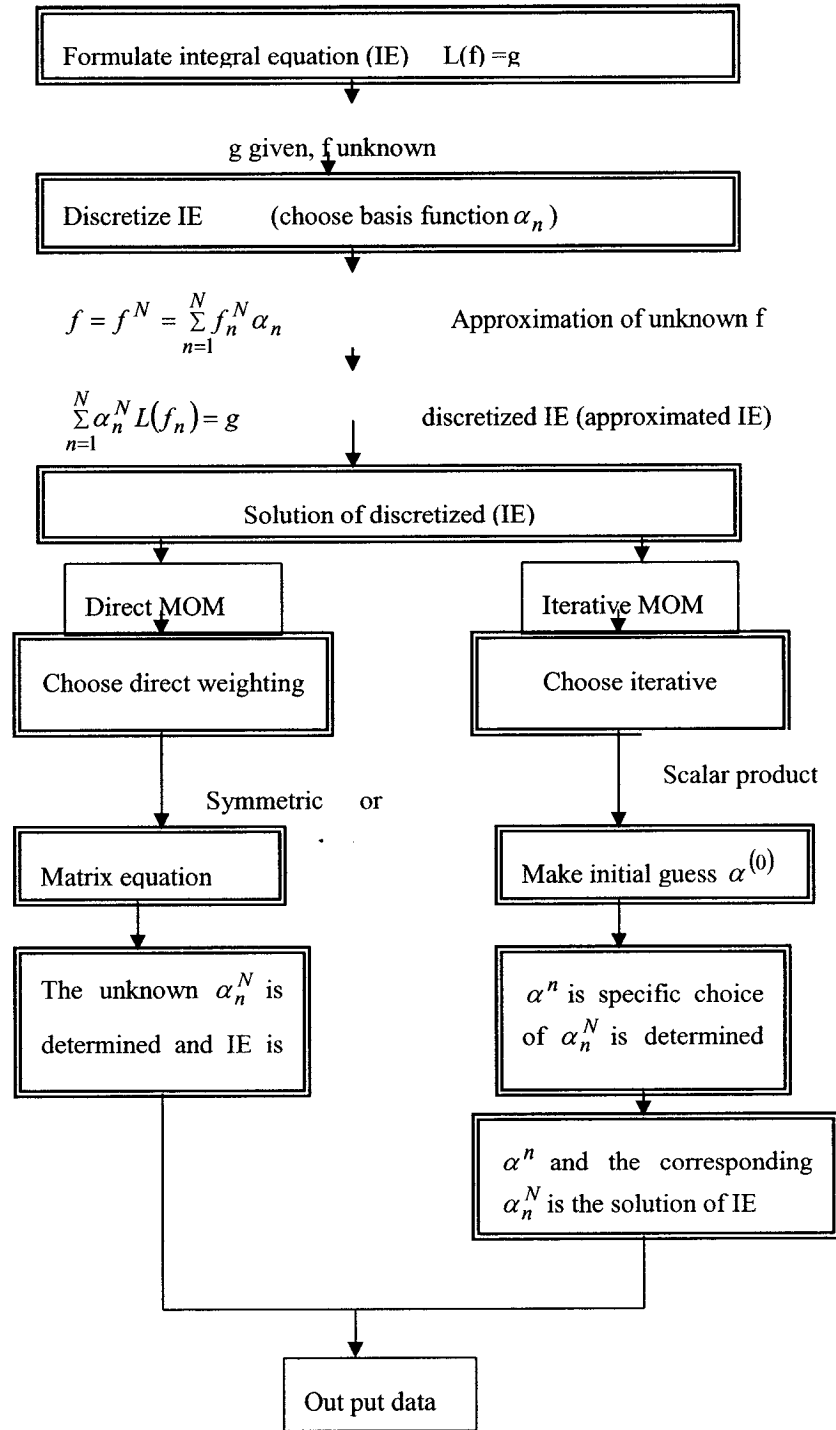 Formulate integral equation (IE) L(f) =g
g given, f unknown
Discretize IE (choose basis function αₙ)
f = f^N = ∑_{n=1}^{N} f_n^N α_n Approximation of unknown f
∑_{n=1}^{N} α_n^N L(f_n) = g discretized IE (approximated IE)
Solution of discretized (IE)
Direct MOM
Iterative MOM
Choose direct weighting
Choose iterative
Symmetric or
Scalar product
Matrix equation
Make initial guess α^(0)
The unknown α_n^N is
determined and IE is
α^n is specific choice
of α_n^N is determined
α^n and the corresponding
α_n^N is the solution of IE
Out put data